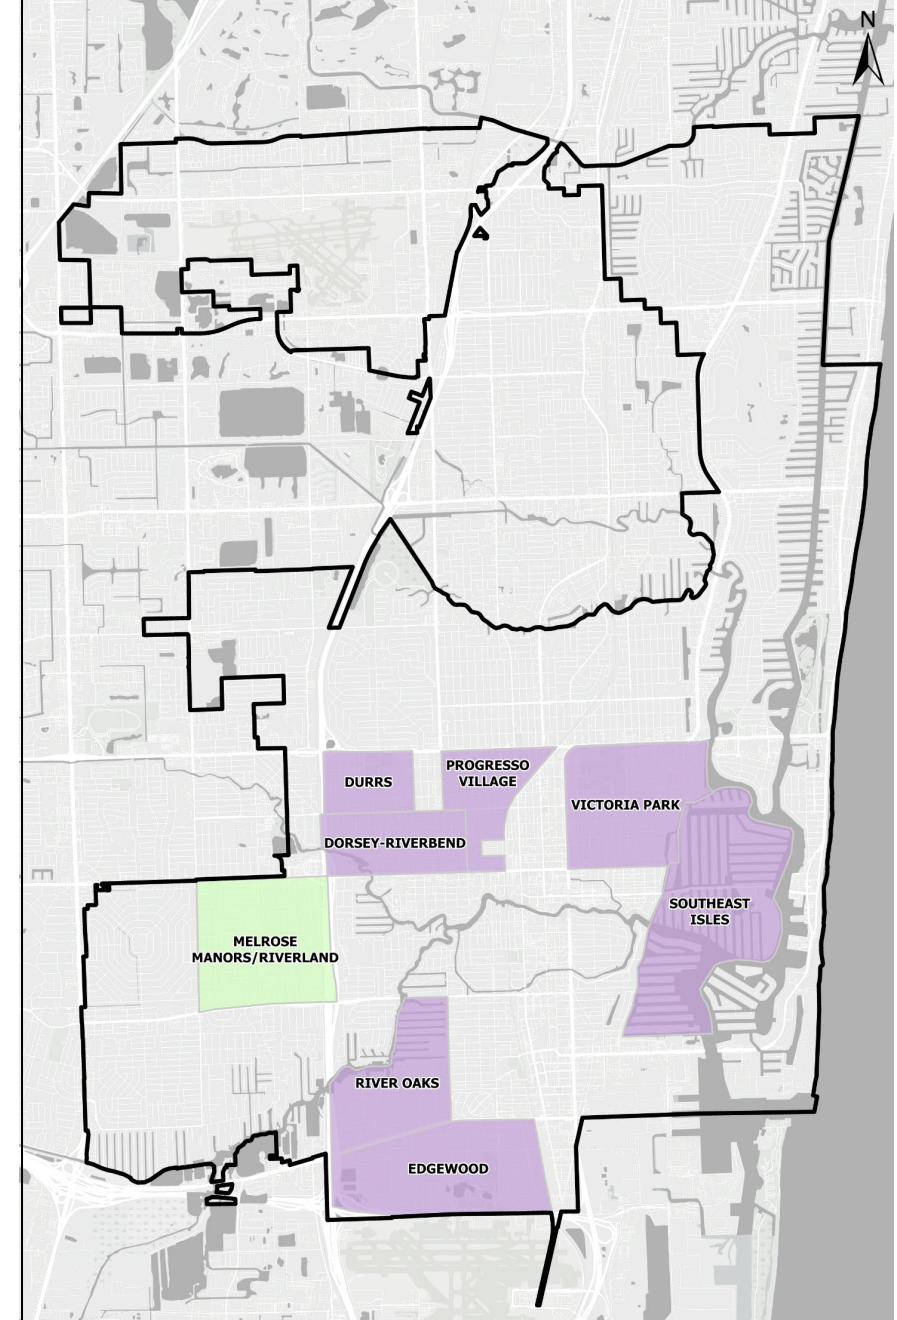 N
PROGRESSO
VILLAGE
DURRS
VICTORIA PARK
DORSEY-RIVERBEND
SOUTHEAST
ISLES
MELROSE
MANORS/RIVERLAND
RIVER OAKS
EDGEWOOD